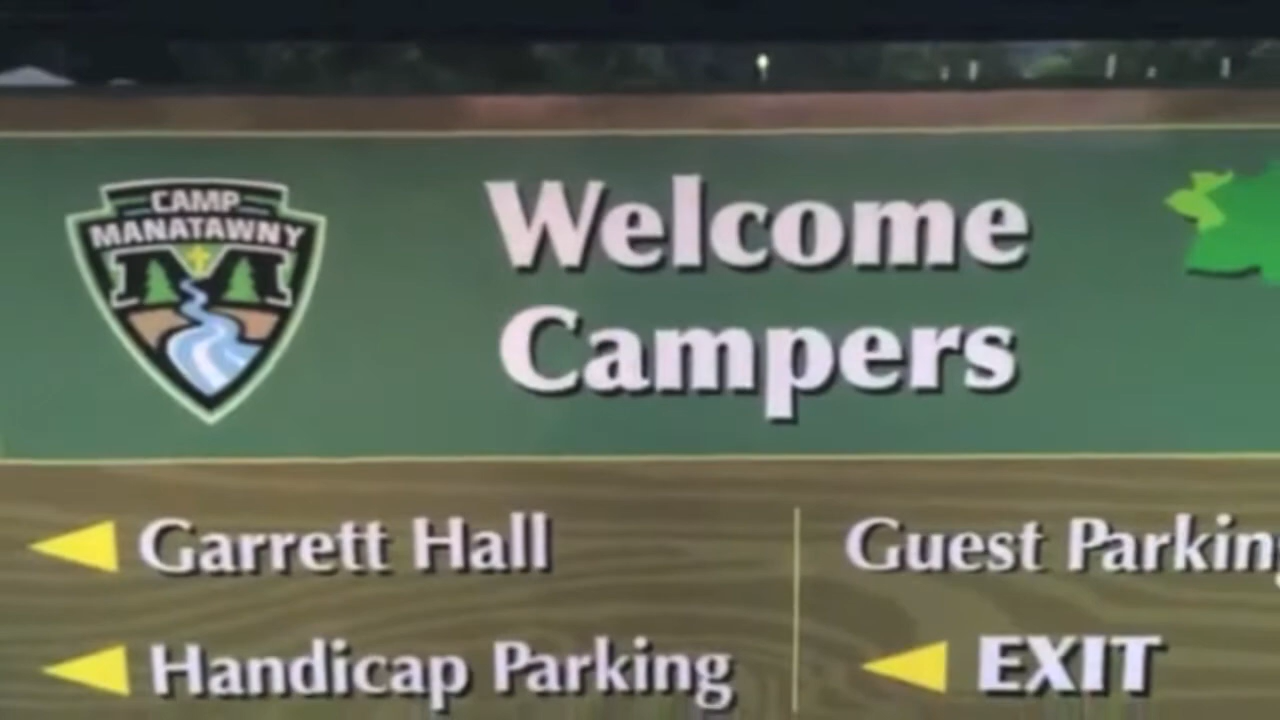 CAMP
MANATAWNY
M
Welcome
Campers
Garrett Hall
Handicap Parking
Guest Parking
EXIT